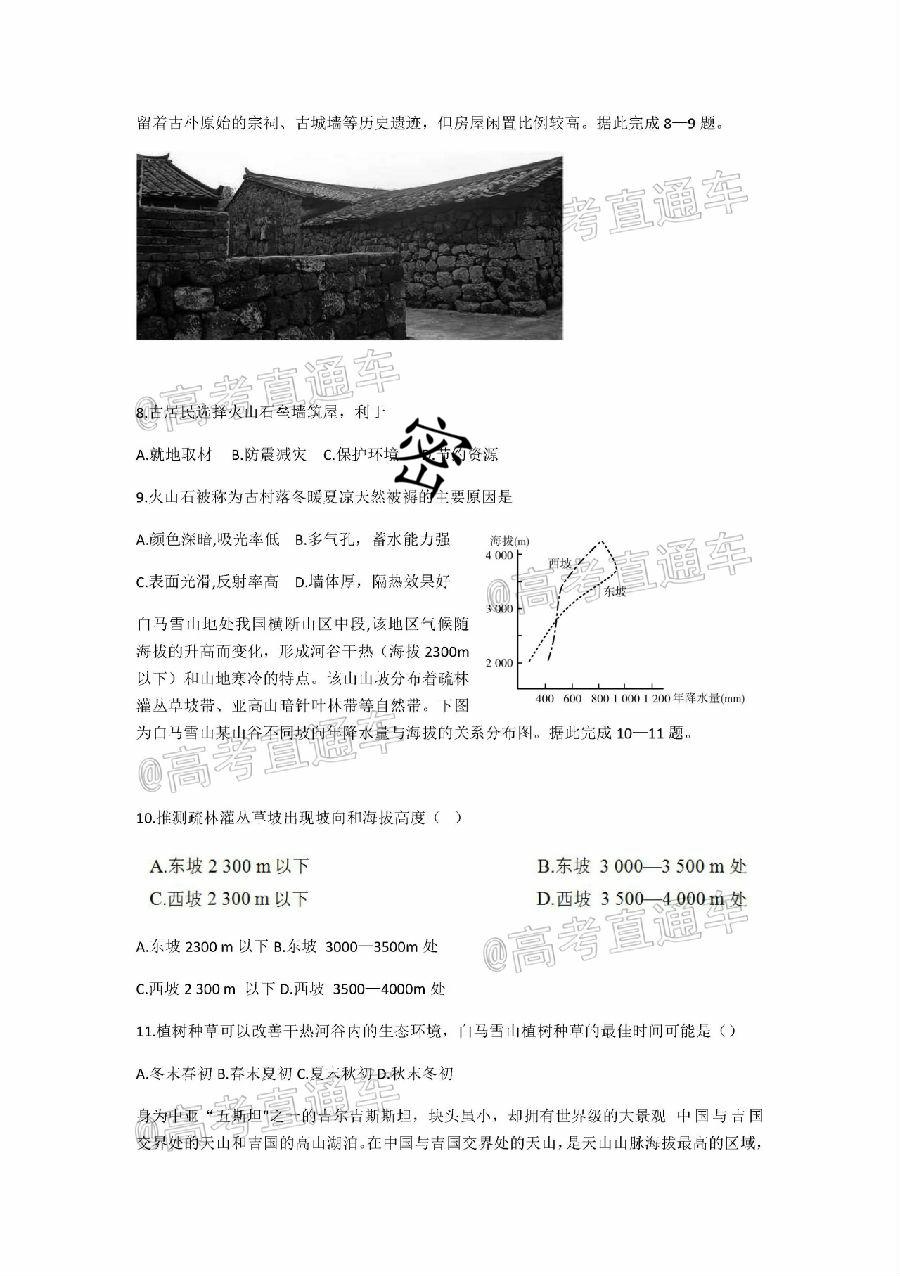 留着古朴原始的宗祠、古城墙等历史遗迹，但房屋闲置比例较高。据此完成 8—9 题。
@高考直通车
@高考直通车
8.古居民选择火山石垒墙筑屋，利于
密
A.就地取材 B.防震减灾 C.保护环境 D.节约资源
9.火山石被称为古村落冬暖夏凉天然被褥的主要原因是
A.颜色深暗,吸光率低 B.多气孔，蓄水能力强
C.表面光滑,反射率高 D.墙体厚，隔热效果好
海拔(m)
4 000
西坡
东坡
3 000
2 000
400 600 800 1 000 1 200 年降水量(mm)
@高考直通车
白马雪山地处我国横断山区中段,该地区气候随
海拔的升高而变化，形成河谷干热（海拔 2300m
以下）和山地寒冷的特点。该山山坡分布着疏林
灌丛草坡带、亚高山暗针叶林带等自然带。下图
为白马雪山某山谷不同坡向年降水量与海拔的关系分布图。据此完成 10—11 题。
@高考直通车
10.推测疏林灌丛草坡出现坡向和海拔高度（ ）
A.东坡 2 300 m 以下 B.东坡 3 000—3 500 m 处
C.西坡 2 300 m 以下 D.西坡 3 500—4 000 m 处
@高考直通车
A.东坡 2300 m 以下 B.东坡 3000—3500m 处
C.西坡 2 300 m 以下 D.西坡 3500—4000m 处
11.植树种草可以改善干热河谷内的生态环境，白马雪山植树种草的最佳时间可能是（）
A.冬末春初 B.春末夏初 C.夏末秋初 D.秋末冬初
@高考直通车
身为中亚“五斯坦"之一的吉尔吉斯斯坦，块头虽小，却拥有世界级的大景观 中国与吉国
交界处的天山和吉国的高山湖泊。在中国与吉国交界处的天山，是天山山脉海拔最高的区域，